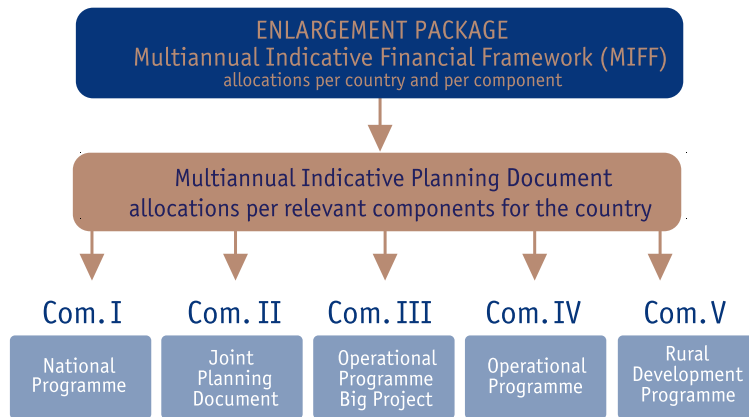 ENLARGEMENT PACKAGE
Multiannual Indicative Financial Framework (MIFF)
allocations per country and per component
Multiannual Indicative Planning Document
allocations per relevant components for the country
Com. I
National
Programme
Com. II
Joint
Planning
Document
Com. III
Operational
Programme
Big Project
Com. IV
Operational
Programme
Com. V
Rural
Development
Programme